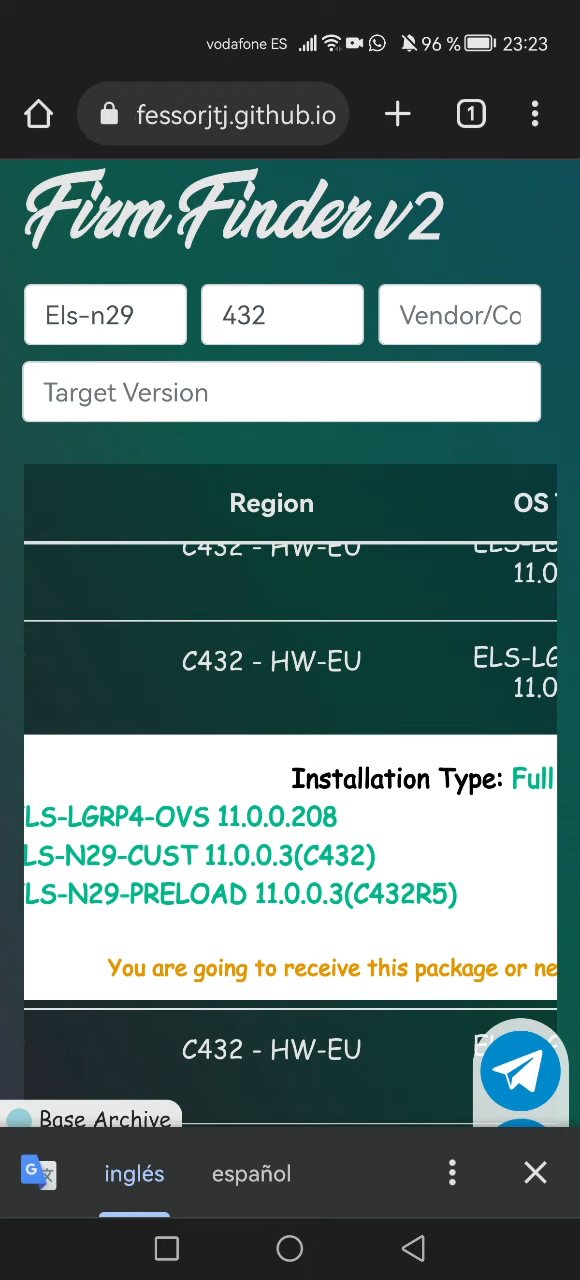 vodafone ES 96 % 23:23
fessorjtj.github.io 1
Firm Finder v2
Els-n29 432 Vendor/Co
Target Version
Region OS
C432 - HW-EU
11.0
C432 - HW-EU ELS-LG
11.0
Installation Type: Full
LS-LGRP4-OVS 11.0.0.208
LS-N29-CUST 11.0.0.3(C432)
LS-N29-PRELOAD 11.0.0.3(C432R5)
You are going to receive this package or ne
C432 - HW-EU
Base Archive
inglés español